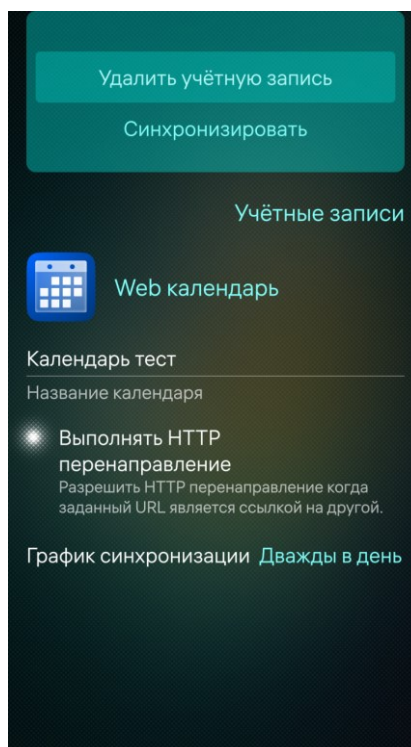 Удалить учётную запись
Синхронизировать
Учётные записи
Web календарь
Календарь тест
Название календаря
Выполнять HTTP
перенаправление
Разрешить HTTP перенаправление когда
заданный URL является ссылкой на другой.
График синхронизации Дважды в день